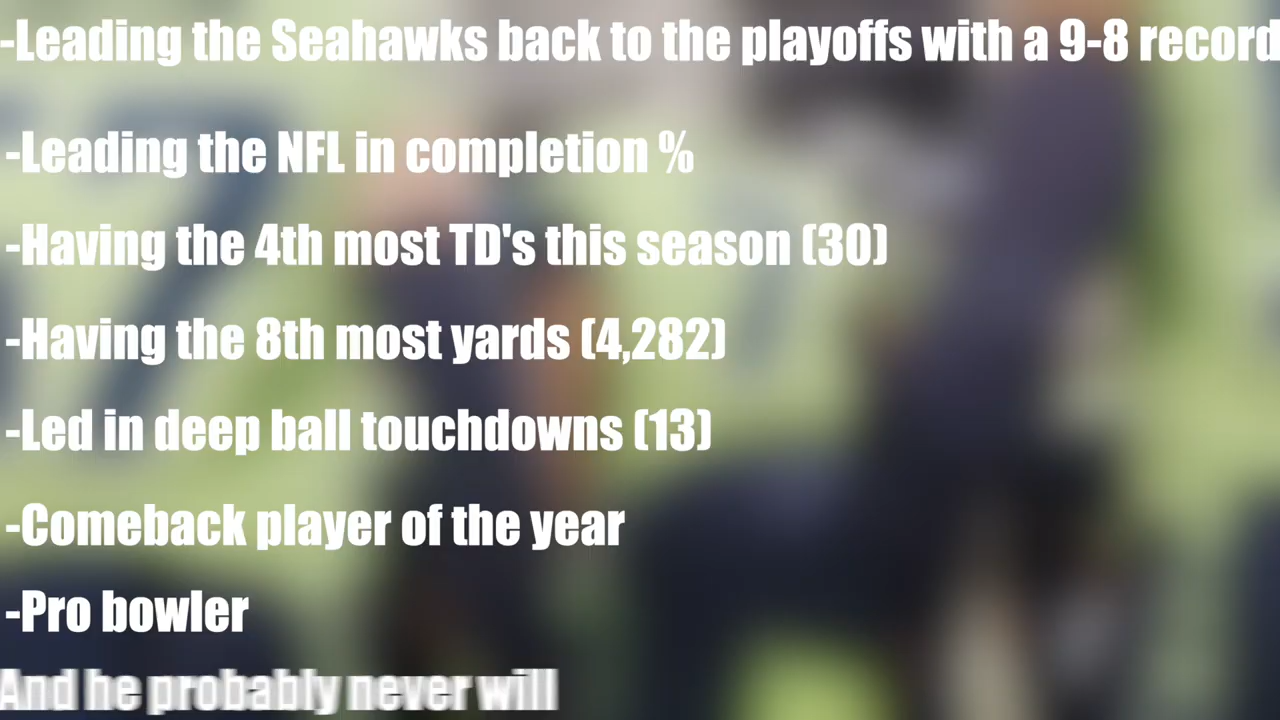 -Leading the Seahawks back to the playoffs with a 9-8 record
-Leading the NFL in completion %
-Having the 4th most TD's this season (30)
-Having the 8th most yards (4,282)
-Led in deep ball touchdowns (13)
-Comeback player of the year
-Pro bowler
And he probably never will